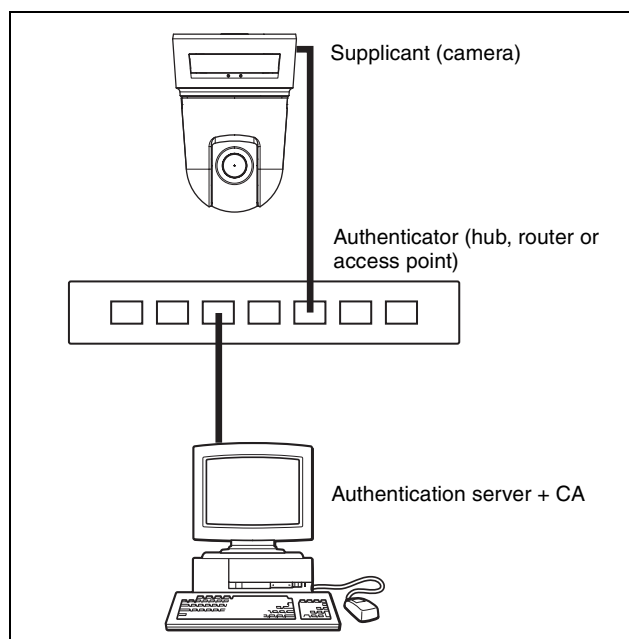 Supplicant (camera)
Authenticator (hub, router or
access point)
Authentication server + CA